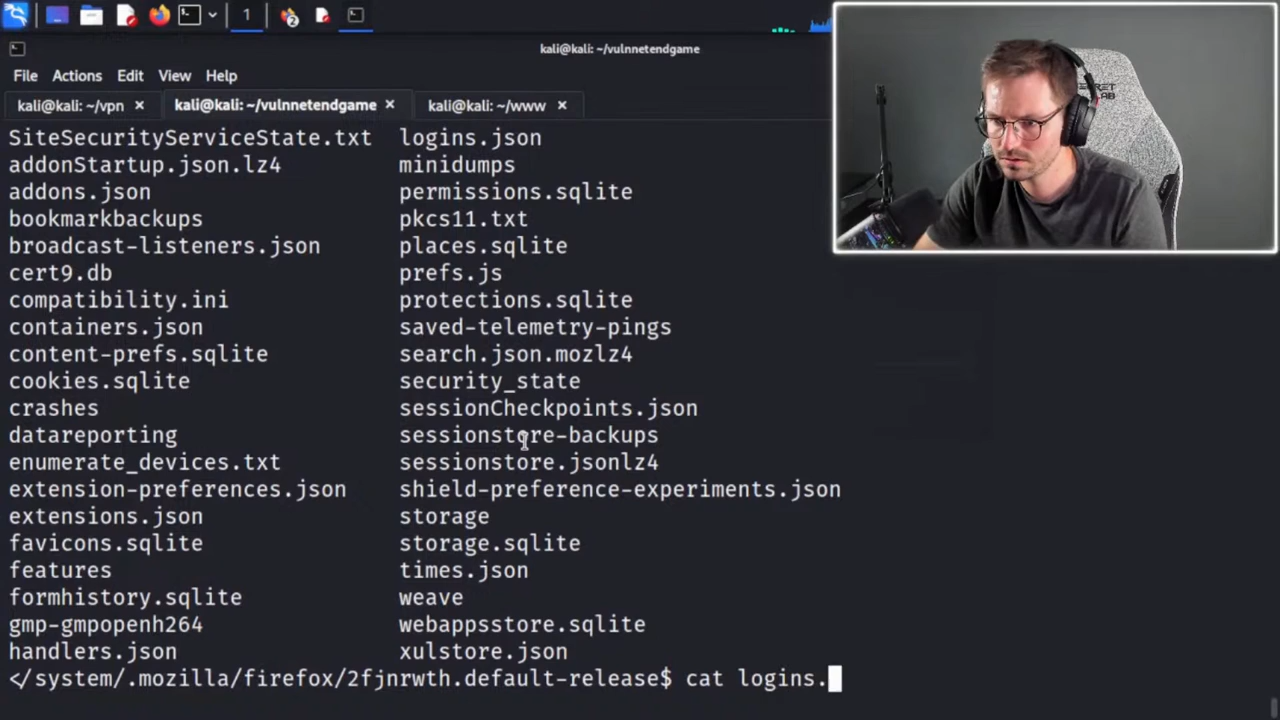 1
2
kali@kali: ~/vulnnetendgame
File Actions Edit View Help
kali@kali: ~/vpn × kali@kali: ~/vulnnetendgame × kali@kali: ~/www ×
SiteSecurityServiceState.txt logins.json
addonStartup.json.lz4 minidumps
addons.json permissions.sqlite
bookmarkbackups pkcs11.txt
broadcast-listeners.json places.sqlite
cert9.db prefs.js
compatibility.ini protections.sqlite
containers.json saved-telemetry-pings
content-prefs.sqlite search.json.mozlz4
cookies.sqlite security_state
crashes sessionCheckpoints.json
datareporting sessionstore-backups
enumerate_devices.txt sessionstore.jsonlz4
extension-preferences.json shield-preference-experiments.json
extensions.json storage
favicons.sqlite storage.sqlite
features times.json
formhistory.sqlite weave
gmp-gmpopenh264 webappsstore.sqlite
handlers.json xulstore.json
</system/.mozilla/firefox/2fjnrwth.default-release$ cat logins.